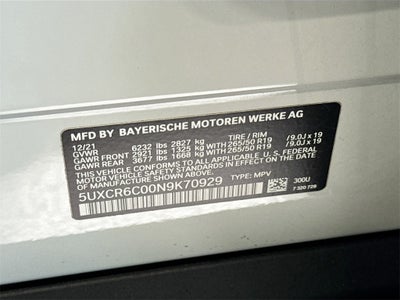 MFD BY BAYERISCHE MOTOREN WERKE AG
12/21 TIRE / RIM
GVWR 6232 lbs 2827 kg
GAWR FRONT 2921 lbs 1325 kg WITH 265/50 R19 /9.0J x 19
GAWR REAR 3677 lbs 1668 kg WITH 265/50 R19 /9.0J x 19
THIS VEHICLE CONFORMS TO ALL APPLICABLE FEDERAL MOTOR VEHICLE
SAFETY STANDARDS IN EFFECT ON THE DATE OF MANUFACTURE SHOWN ABOVE.
5UXCR6C00N9K70929 TYPE: MPV
300U
7 320 728